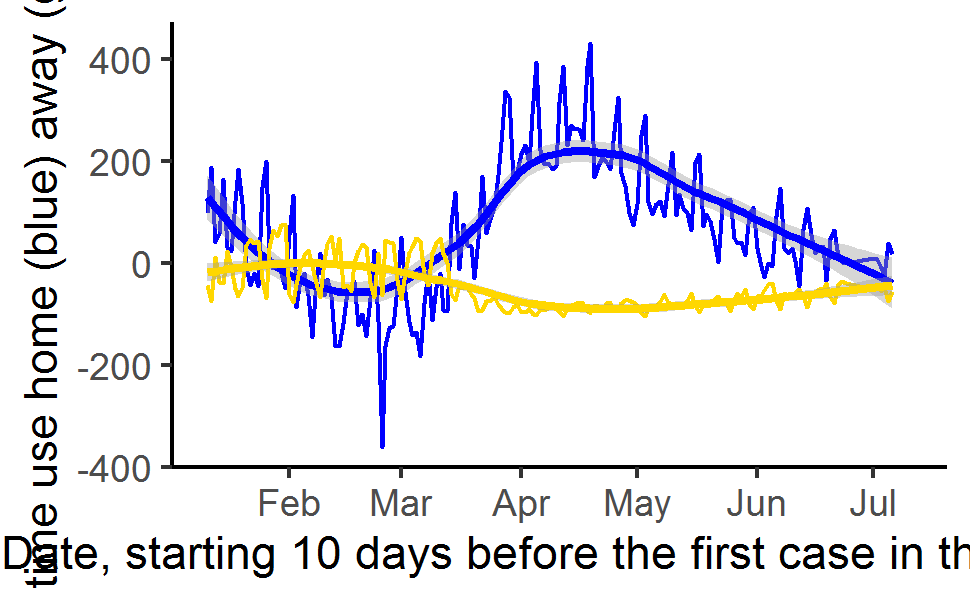 time use home (blue) away (
400
200
0
-200
-400
Feb Mar Apr May Jun Jul
Date, starting 10 days before the first case in th